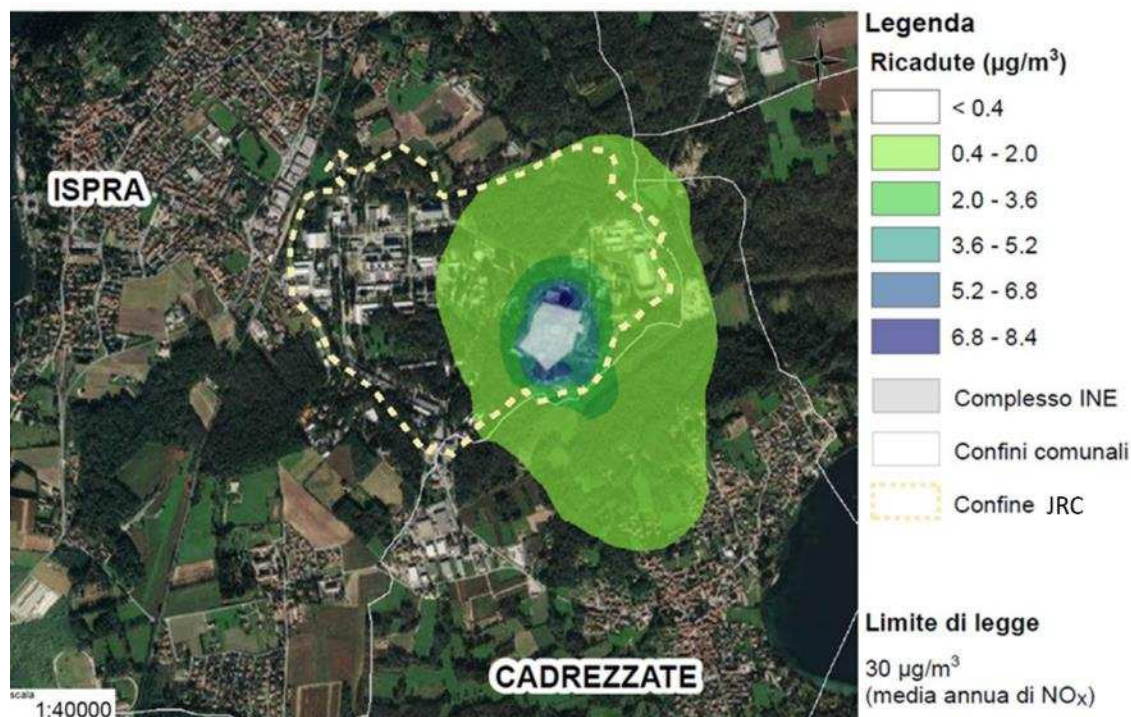 ISPRA
CADREZZATE
scala
1:40000
Legenda
Ricadute (µg/m³)
< 0.4
0.4 - 2.0
2.0 - 3.6
3.6 - 5.2
5.2 - 6.8
6.8 - 8.4
Complesso INE
Confini comunali
Confine JRC
Limite di legge
30 µg/m³
(media annua di NOx)